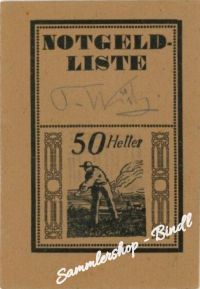 NOTGELD-
LISTE
50 Heller
Sammlershop - Bindl